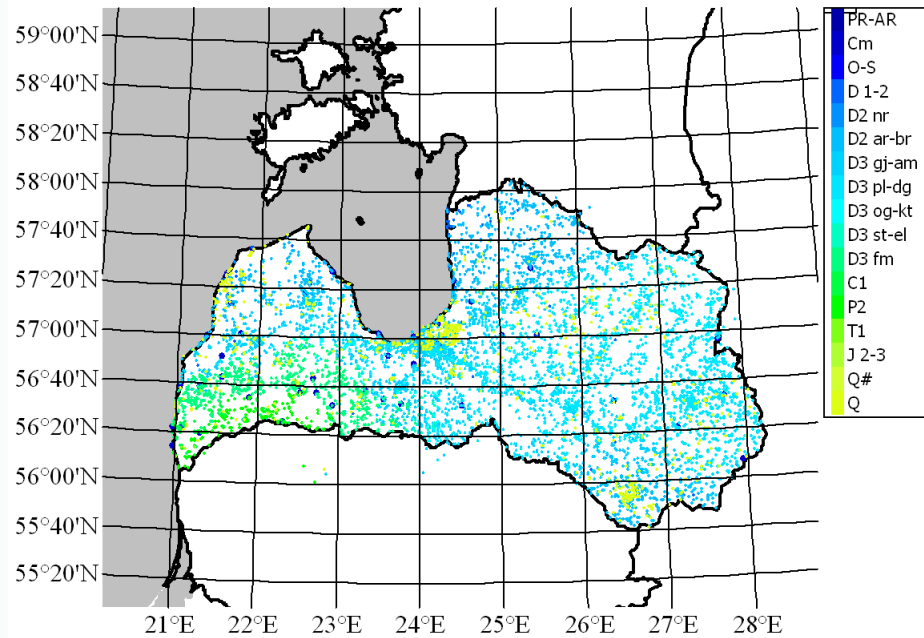 59°00'N
58°40'N
58°20'N
58°00'N
57°40'N
57°20'N
57°00'N
56°40'N
56°20'N
56°00'N
55°40'N
55°20'N
21°E 22°E 23°E 24°E 25°E 26°E 27°E 28°E
PR-AR
Cm
O-S
D 1-2
D2 nr
D2 ar-br
D3 gj-am
D3 pl-dg
D3 og-kt
D3 st-el
D3 fm
C1
P2
T1
J 2-3
Q#
Q